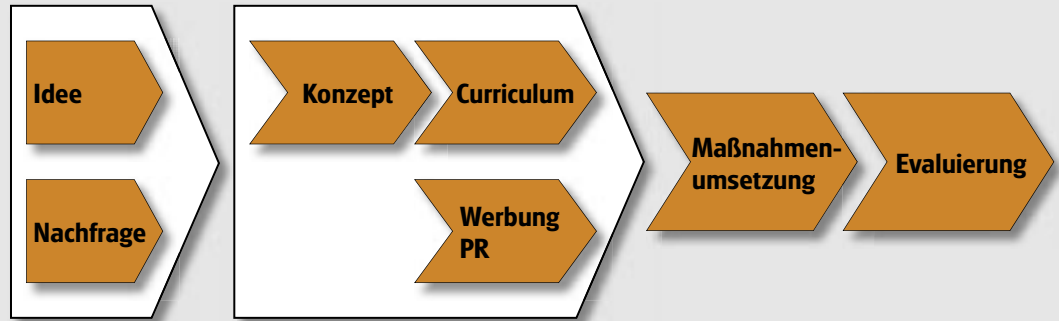 Idee
Nachfrage
Konzept
Curriculum
Werbung
PR
Maßnahmen-
umsetzung
Evaluierung